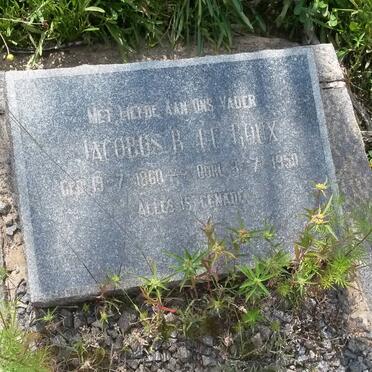 MET LIEFDE AAN ONS VADER
JACOBUS R. LE ROUX
GEB. 19-7-1860 — OORL. 3-7-1950
ALLES IS GENADE